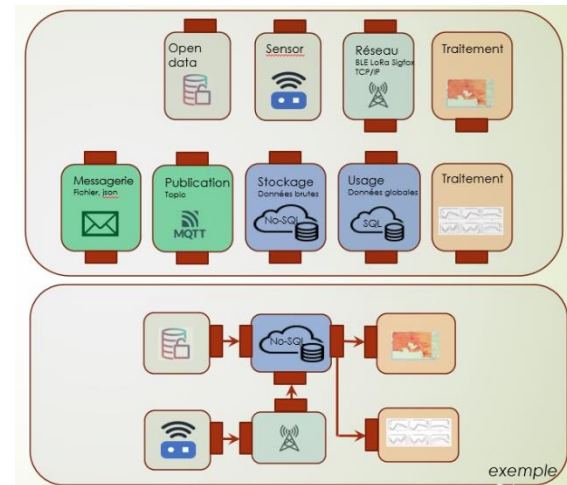 Open
data
Sensor
Réseau
BLE LoRa Sigfox
TCP/IP
Traitement
Messagerie
Fichier, json
Publication
Topic
MQTT
Stockage
Données brutes
No-SQL
Usage
Données globales
SQL
Traitement
No-SQL
exemple